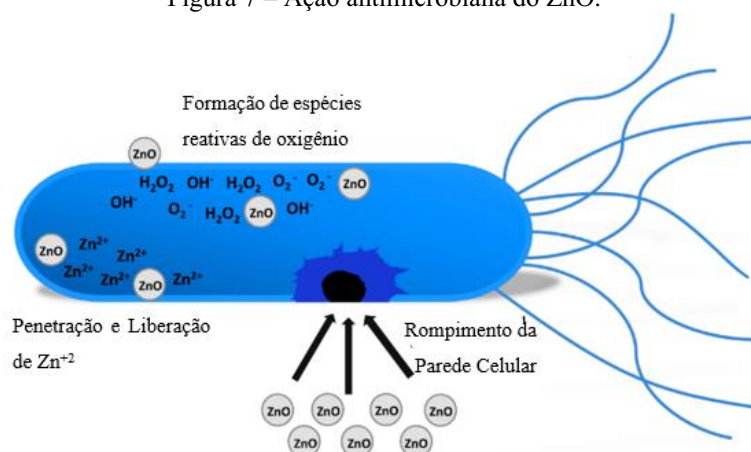 Figura 7 – Ação antimicrobiana do ZnO.
Formação de espécies
reativas de oxigênio
ZnO
H₂O₂ OH⁻ H₂O₂ O₂⁻ O₂⁻ ZnO
OH⁻ O₂⁻ H₂O₂ ZnO OH⁻
ZnO Zn²⁺ Zn²⁺
Zn²⁺ Zn²⁺ ZnO Zn²⁺
Penetração e Liberação
de Zn⁺²
Rompimento da
Parede Celular
ZnO ZnO ZnO ZnO
ZnO ZnO ZnO